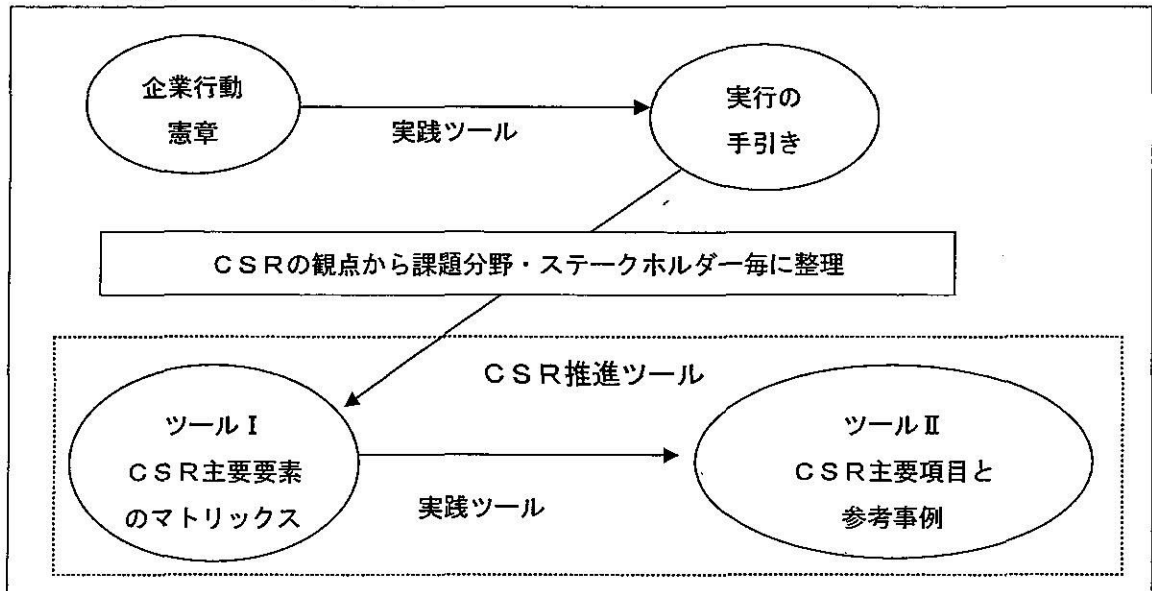 企業行動
憲章
実践ツール
実行の
手引き
CSRの観点から課題分野・ステークホルダー毎に整理
CSR推進ツール
ツールⅠ
CSR主要要素
のマトリックス
実践ツール
ツールⅡ
CSR主要項目と
参考事例